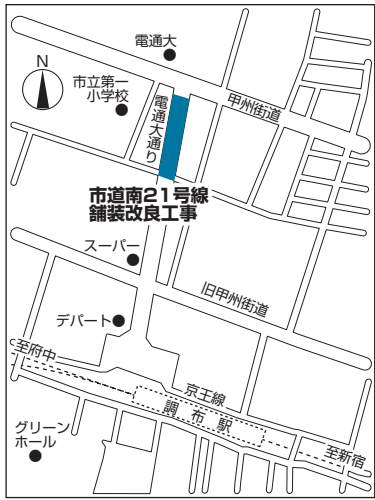 電通大
N
市立第一
小学校
電通大通り
甲州街道
市道南21号線
舗装改良工事
スーパー
旧甲州街道
デパート
至府中
京王線
調布駅
グリーン
ホール
至新宿